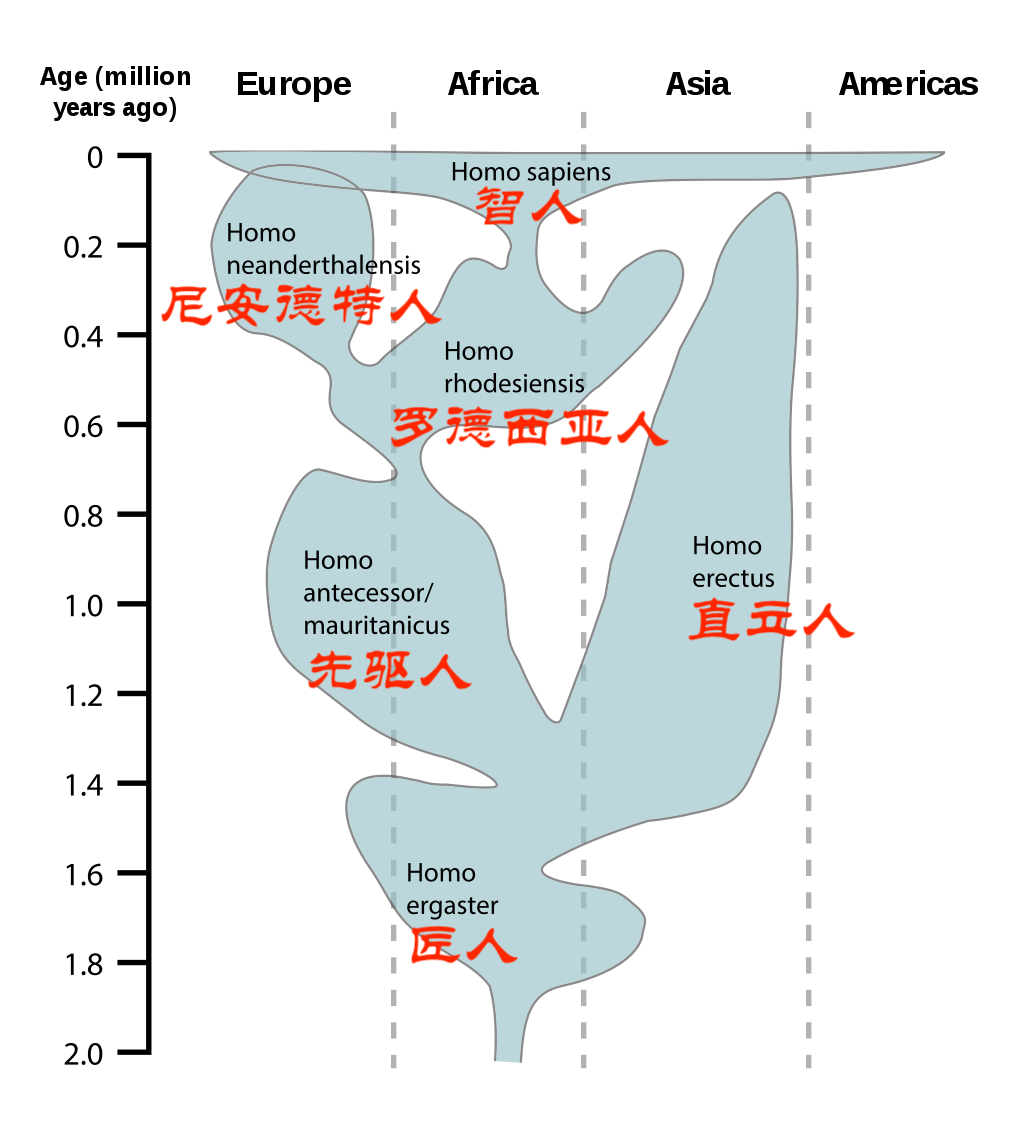 Age (million
years ago)
Europe
Africa
Asia
Americas
0
0.2
0.4
0.6
0.8
1.0
1.2
1.4
1.6
1.8
2.0
Homo sapiens
智人
Homo
neanderthalensis
尼安德特人
Homo
rhodesiensis
罗德西亚人
Homo
erectus
直立人
Homo
antecessor/
mauritanicus
先驱人
Homo
ergaster
匠人